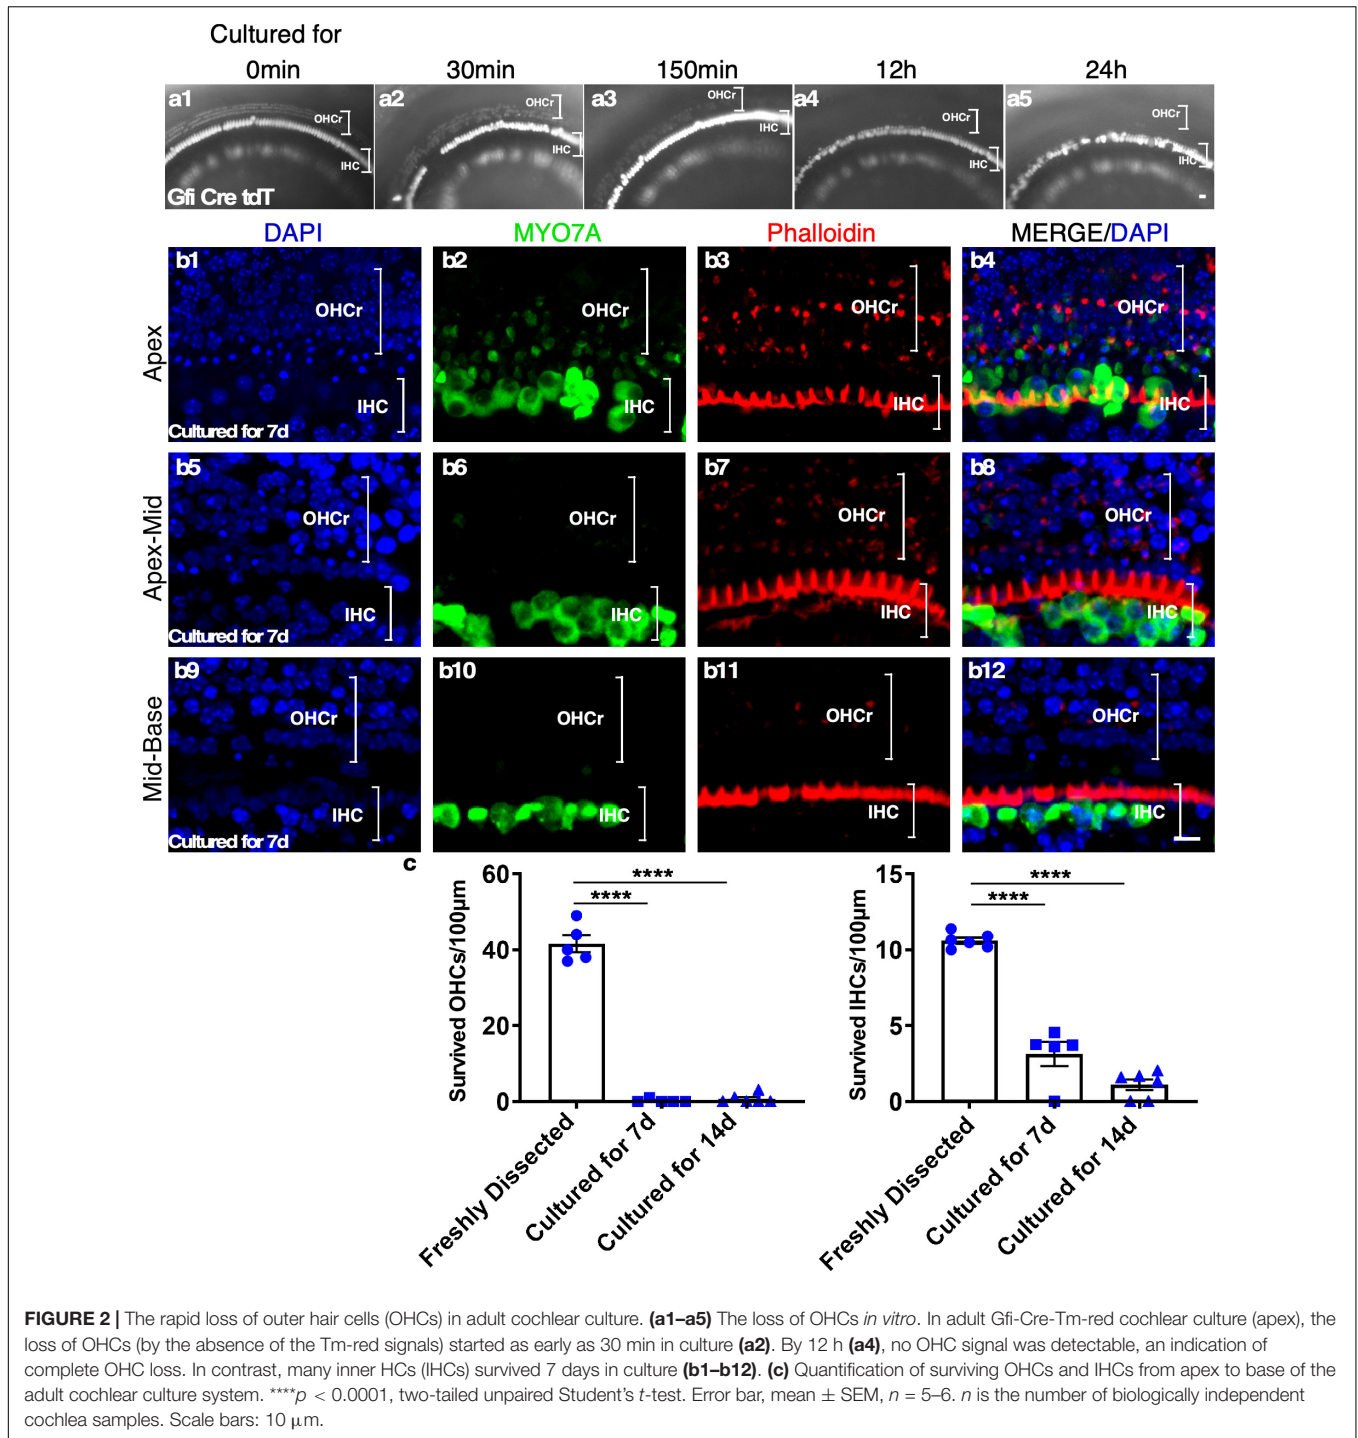 Cultured for
0min 30min 150min 12h 24h
a1 a2 a3 a4 a5
OHCr OHCr OHCr OHCr OHCr
IHC IHC IHC IHC IHC
Gfi Cre tdT
DAPI MYO7A Phalloidin MERGE/DAPI
Apex
b1 b2 b3 b4
OHCr OHCr OHCr OHCr
IHC IHC IHC IHC
Cultured for 7d
Apex-Mid
b5 b6 b7 b8
OHCr OHCr OHCr OHCr
IHC IHC IHC IHC
Cultured for 7d
Mid-Base
b9 b10 b11 b12
OHCr OHCr OHCr OHCr
IHC IHC IHC IHC
Cultured for 7d
c
Survived OHCs/100μm
60
40
20
0
**** 
****
Freshly Dissected
Cultured for 7d
Cultured for 14d
Survived IHCs/100μm
15
10
5
0
****
****
Freshly Dissected
Cultured for 7d
Cultured for 14d
FIGURE 2 | The rapid loss of outer hair cells (OHCs) in adult cochlear culture. (a1–a5) The loss of OHCs in vitro. In adult Gfi-Cre-Tm-red cochlear culture (apex), the
loss of OHCs (by the absence of the Tm-red signals) started as early as 30 min in culture (a2). By 12 h (a4), no OHC signal was detectable, an indication of
complete OHC loss. In contrast, many inner HCs (IHCs) survived 7 days in culture (b1–b12). (c) Quantification of surviving OHCs and IHCs from apex to base of the
adult cochlear culture system. ****p < 0.0001, two-tailed unpaired Student's t-test. Error bar, mean ± SEM, n = 5–6. n is the number of biologically independent
cochlea samples. Scale bars: 10 μm.